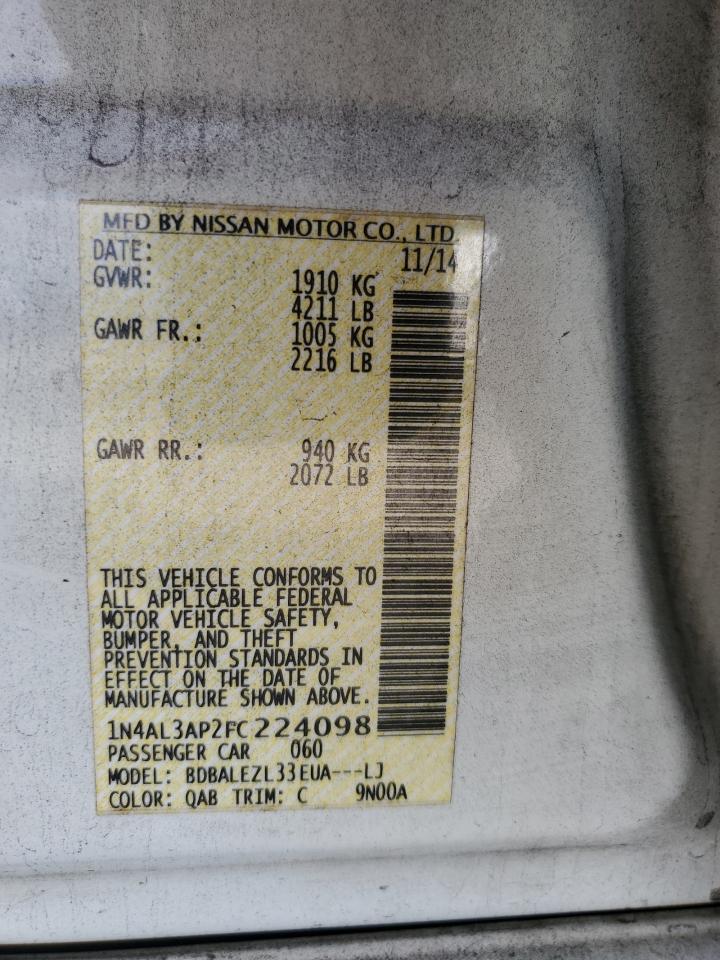 MFD BY NISSAN MOTOR CO., LTD.
DATE: 11/14
GVWR: 1910 KG
4211 LB
GAWR FR.: 1005 KG
2216 LB
GAWR RR.: 940 KG
2072 LB
THIS VEHICLE CONFORMS TO
ALL APPLICABLE FEDERAL
MOTOR VEHICLE SAFETY,
BUMPER, AND THEFT
PREVENTION STANDARDS IN
EFFECT ON THE DATE OF
MANUFACTURE SHOWN ABOVE.
1N4AL3AP2FC224098
PASSENGER CAR 060
MODEL: BDBALEZL33EUA---LJ
COLOR: QAB TRIM: C 9N00A